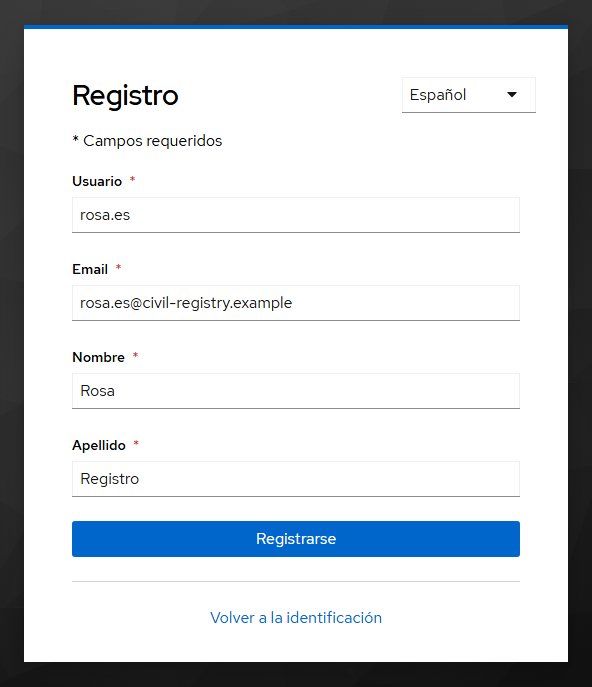 Registro
Español
* Campos requeridos
Usuario *
rosa.es
Email *
rosa.es@civil-registry.example
Nombre *
Rosa
Apellido *
Registro
Registrarse
Volver a la identificación